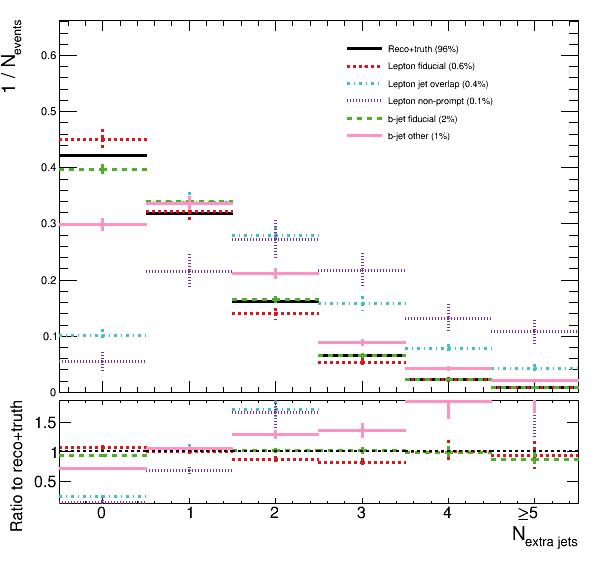 1 / N_events
0.6
0.5
0.4
0.3
0.2
0.1
0
Reco+truth (96%)
Lepton fiducial (0.6%)
Lepton jet overlap (0.4%)
Lepton non-prompt (0.1%)
b-jet fiducial (2%)
b-jet other (1%)
Ratio to reco+truth
1.5
1
0.5
0 1 2 3 4 ≥5
N_extra jets